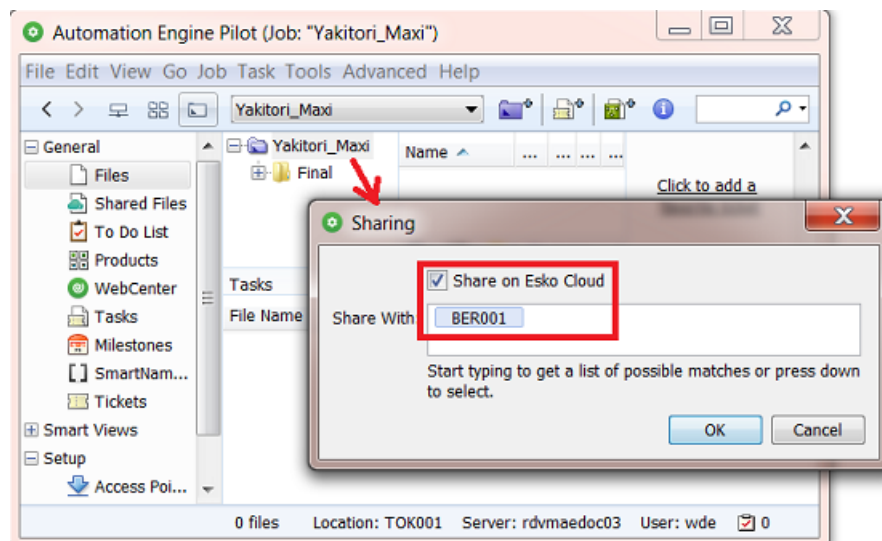 Automation Engine Pilot (Job: "Yakitori_Maxi")
File Edit View Go Job Task Tools Advanced Help
Yakitori_Maxi
General
Files
Shared Files
To Do List
Products
WebCenter
Tasks
Milestones
[ ] SmartNam...
Tickets
Smart Views
Setup
Access Poi...
Yakitori_Maxi
Final
Name ... ... ... ...
Click to add a
Tasks
File Name
Sharing
Share on Esko Cloud
Share With: BER001
Start typing to get a list of possible matches or press down
to select.
OK Cancel
0 files Location: TOK001 Server: rdvmaedoc03 User: wde 0